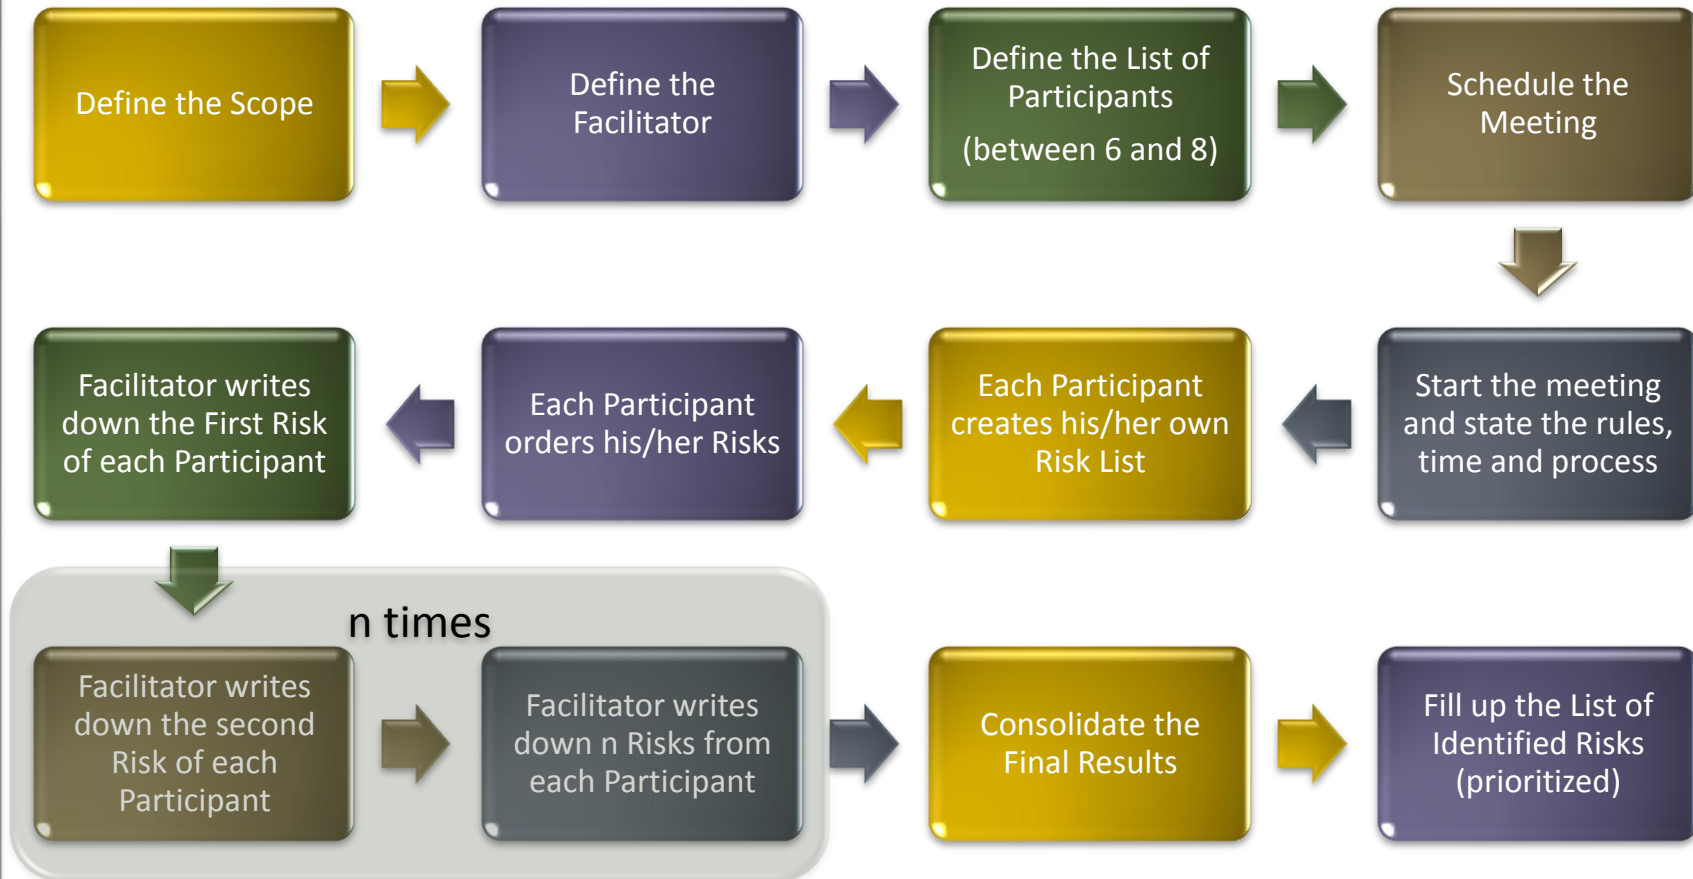 Define the Scope
Define the
Facilitator
Define the List of
Participants
(between 6 and 8)
Schedule the
Meeting
Start the meeting
and state the rules,
time and process
Each Participant
creates his/her own
Risk List
Each Participant
orders his/her Risks
Facilitator writes
down the First Risk
of each Participant
n times
Facilitator writes
down the second
Risk of each
Participant
Facilitator writes
down n Risks from
each Participant
Consolidate the
Final Results
Fill up the List of
Identified Risks
(prioritized)